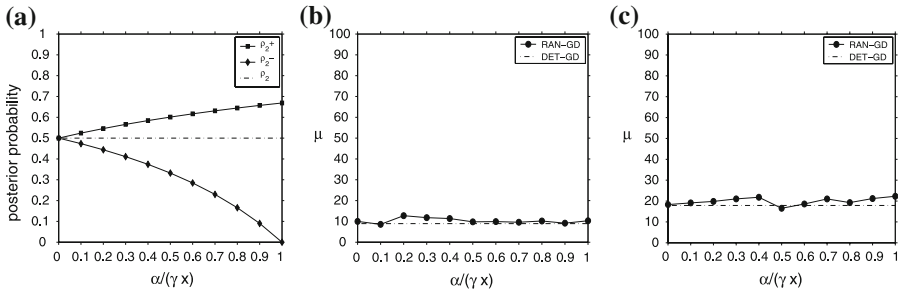 (a)
posterior probability
1
0.9
0.8
0.7
0.6
0.5
0.4
0.3
0.2
0.1
0
ρ₂+
ρ₂−
ρ₂
0 0.1 0.2 0.3 0.4 0.5 0.6 0.7 0.8 0.9 1
α/(γ x)
(b)
μ
100
90
80
70
60
50
40
30
20
10
0
RAN−GD
DET−GD
0 0.1 0.2 0.3 0.4 0.5 0.6 0.7 0.8 0.9 1
α/(γ x)
(c)
μ
100
90
80
70
60
50
40
30
20
10
0
RAN−GD
DET−GD
0 0.1 0.2 0.3 0.4 0.5 0.6 0.7 0.8 0.9 1
α/(γ x)